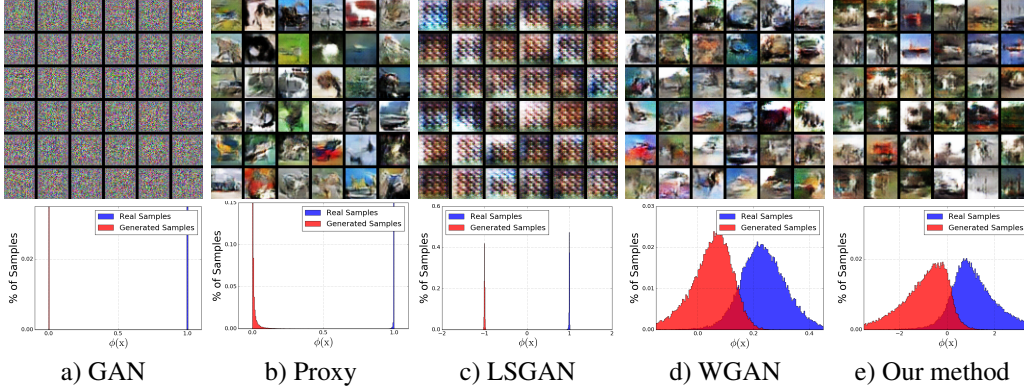 % of Samples
0.02
0.00
0.0
0.5
1.0
ϕ(x)
Real Samples
Generated Samples
% of Samples
0.15
0.10
0.05
0.00
0.0
0.5
1.0
ϕ(x)
Real Samples
Generated Samples
% of Samples
0.6
0.4
0.2
0.0
−2
−1
0
1
2
ϕ(x)
Real Samples
Generated Samples
% of Samples
0.03
0.02
0.01
0.00
0.0
0.2
0.4
ϕ(x)
Real Samples
Generated Samples
% of Samples
0.02
0.00
−2
0
2
ϕ(x)
Real Samples
Generated Samples
a) GAN
b) Proxy
c) LSGAN
d) WGAN
e) Our method